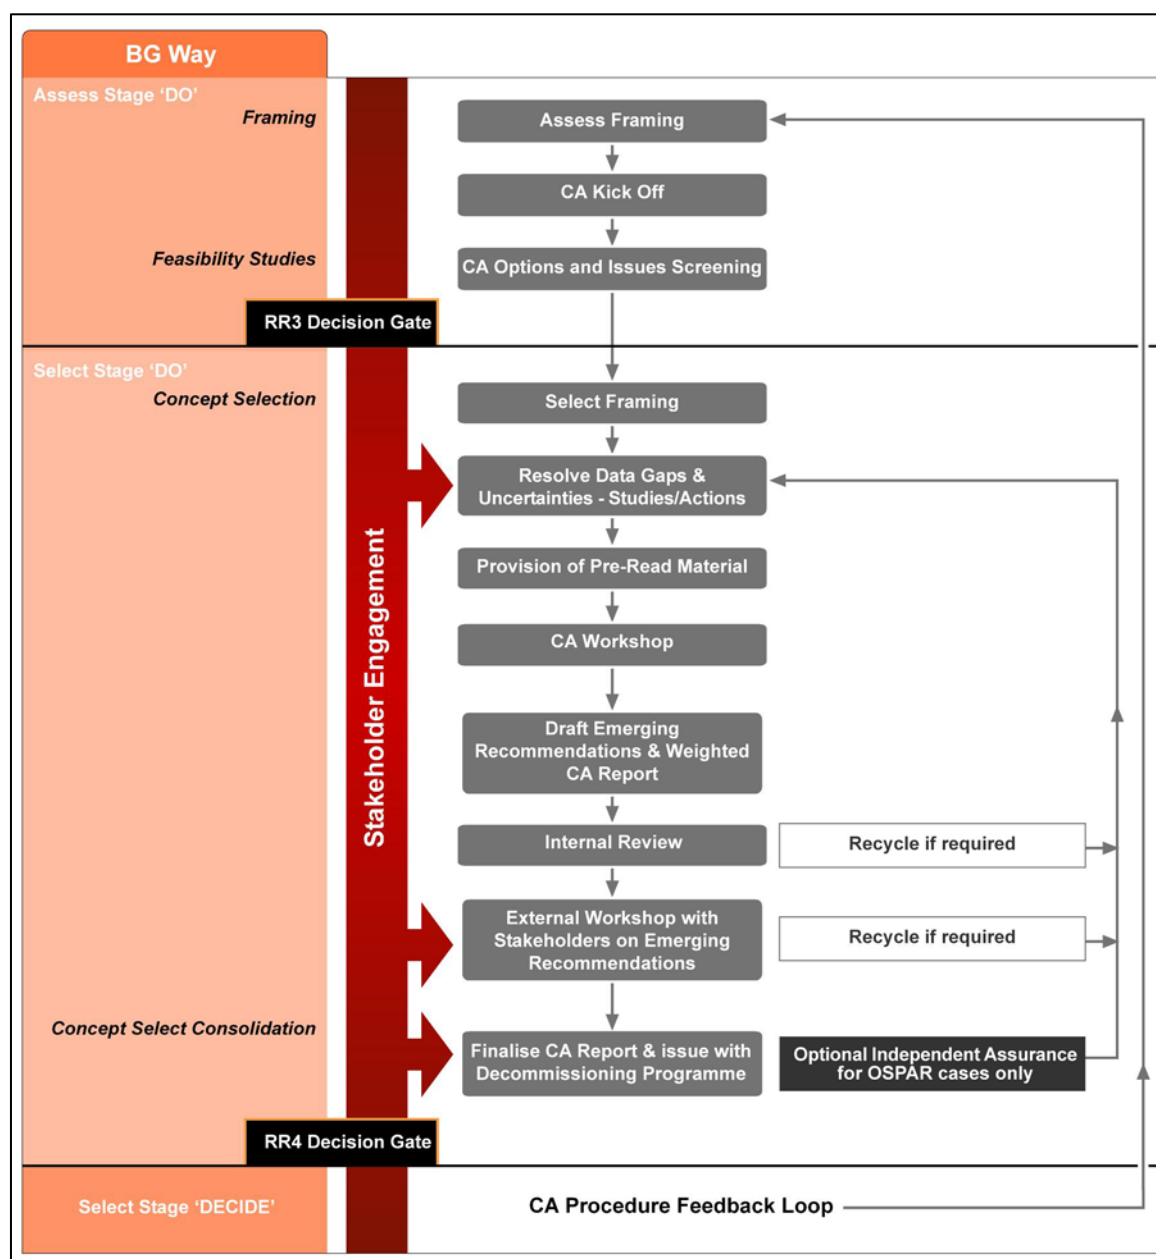 BG Way
Assess Stage ‘DO’
Framing
Assess Framing
CA Kick Off
Feasibility Studies
CA Options and Issues Screening
RR3 Decision Gate
Select Stage ‘DO’
Concept Selection
Select Framing
Resolve Data Gaps &
Uncertainties - Studies/Actions
Provision of Pre-Read Material
Stakeholder Engagement
CA Workshop
Draft Emerging
Recommendations & Weighted
CA Report
Internal Review
Recycle if required
External Workshop with
Stakeholders on Emerging
Recommendations
Recycle if required
Concept Select Consolidation
Finalise CA Report & issue with
Decommissioning Programme
Optional Independent Assurance
for OSPAR cases only
RR4 Decision Gate
Select Stage ‘DECIDE’
CA Procedure Feedback Loop